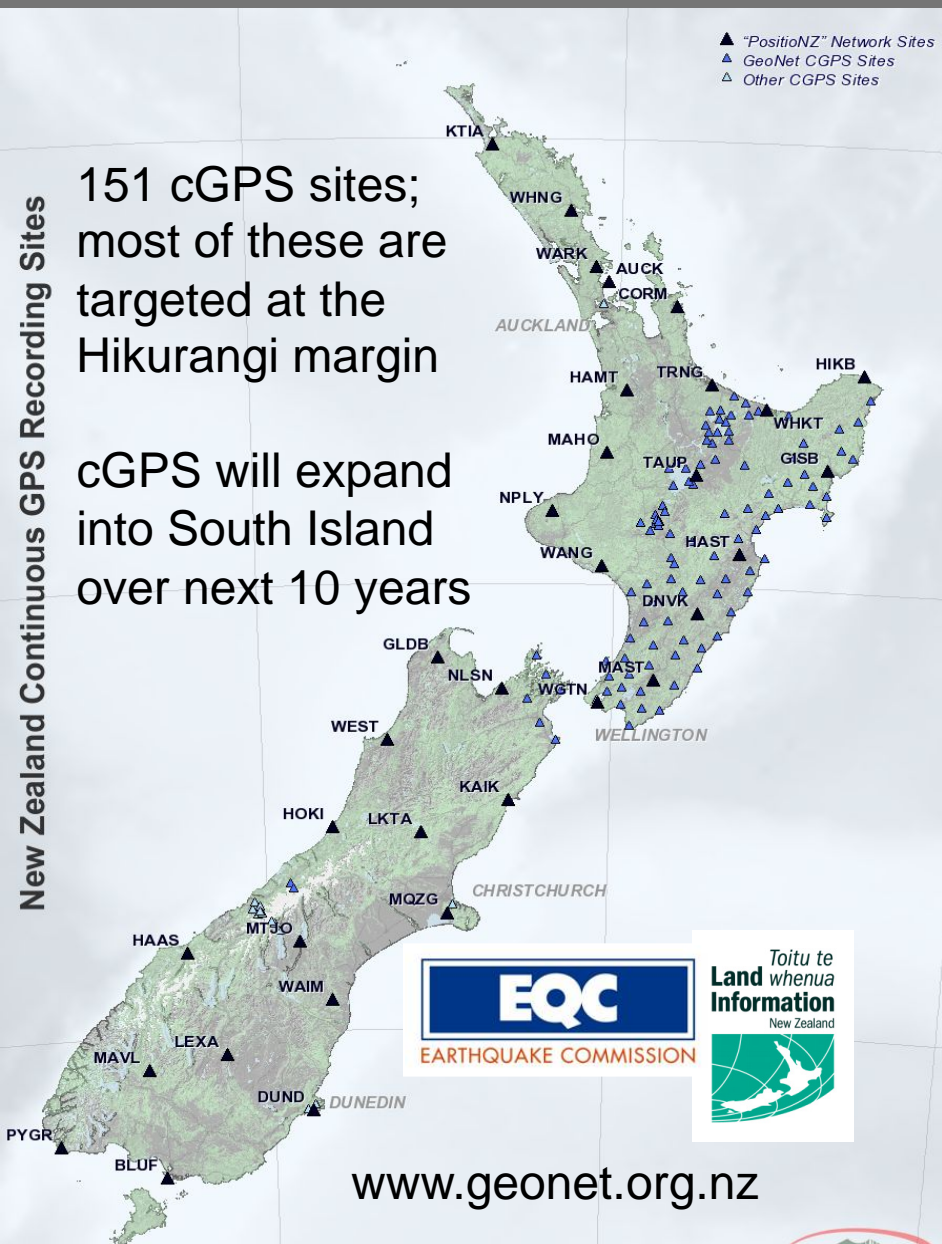 "PositioNZ" Network Sites
GeoNet CGPS Sites
Other CGPS Sites
New Zealand Continuous GPS Recording Sites
151 cGPS sites;
most of these are
targeted at the
Hikurangi margin
cGPS will expand
into South Island
over next 10 years
KTIA
WHNG
WARK
AUCK
CORM
AUCKLAND
HAMT
TRNG
HIKB
WHKT
MAHO
TAUP
GISB
NPLY
HAST
WANG
DNVK
GLDB
NLSN
MAST
WGTN
WELLINGTON
WEST
KAIK
HOKI
LKTA
MQZG
CHRISTCHURCH
MTJO
HAAS
WAIM
LEXA
MAVL
DUND
DUNEDIN
PYGR
BLUF
EQC
EARTHQUAKE COMMISSION
Toitu te
Land whenua
Information
New Zealand
www.geonet.org.nz